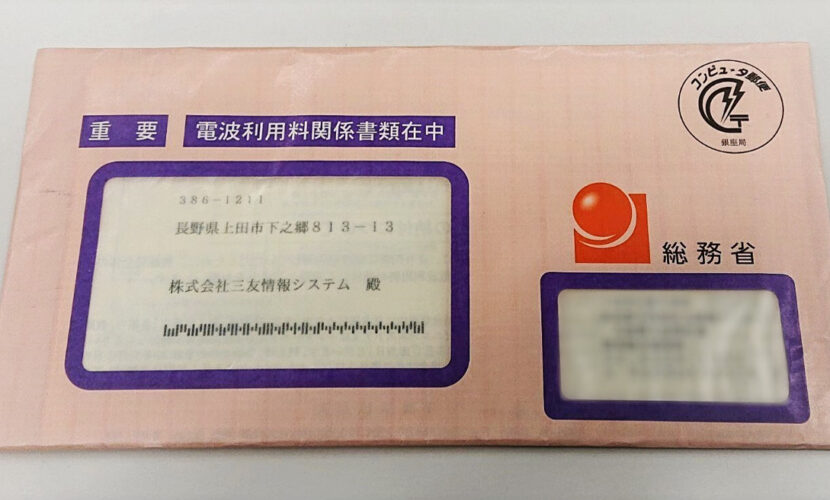 重要 電波利用料関係書類在中
コンピュータ郵便
銀座局
386-1211
長野県上田市下之郷813-13
株式会社三友情報システム 殿
総務省